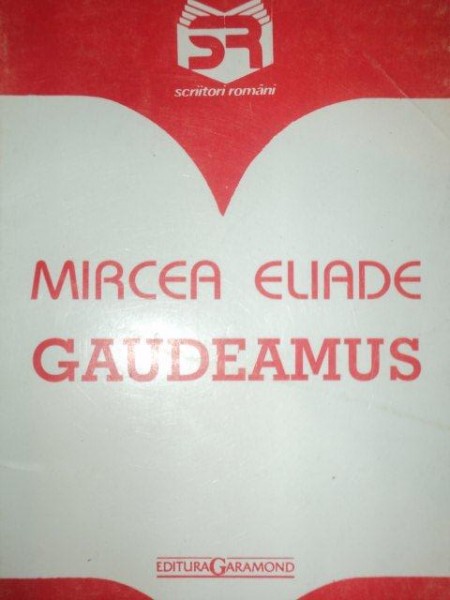 SR
scriitori români
MIRCEA ELIADE
GAUDEAMUS
EDITURA GARAMOND